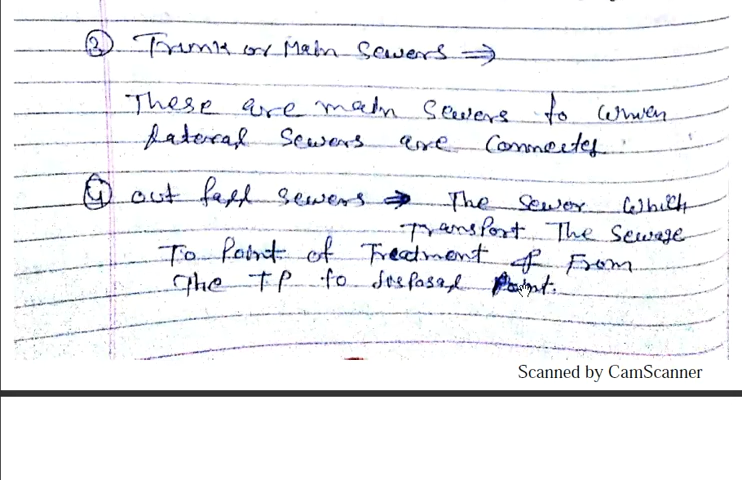 ③ Trunk or Main Sewers ⇒
These are main Sewers to which
lateral Sewers are Connected.
④ out fall sewers ⇒ The Sewer which
Transport The Sewage
To Point of Treatment & From
The TP to disposal Point.
Scanned by CamScanner